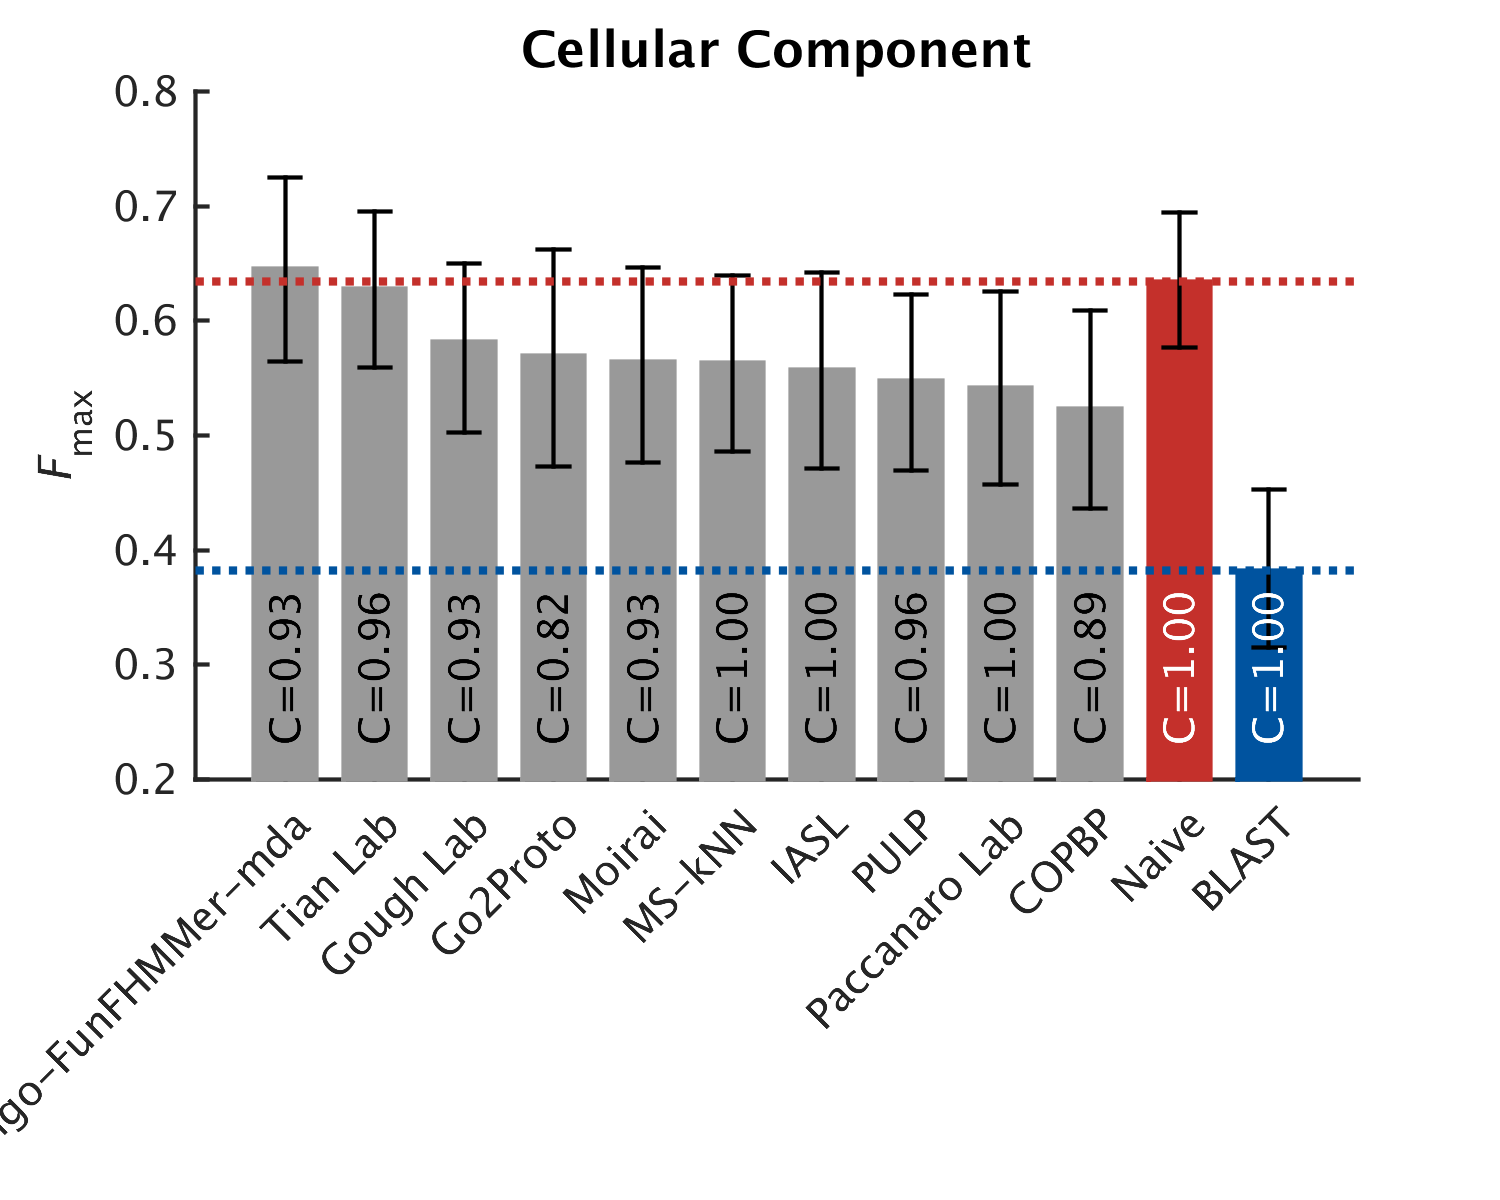 Cellular Component
0.8
0.7
0.6
0.5
0.4
0.3
0.2
Fmax
C=0.93
C=0.96
C=0.93
C=0.82
C=0.93
C=1.00
C=1.00
C=0.96
C=1.00
C=0.89
C=1.00
C=1.00
go–FunFHMMer–mda
Tian Lab
Gough Lab
Go2Proto
Moirai
MS–kNN
IASL
PULP
Paccanaro Lab
COPBP
Naive
BLAST